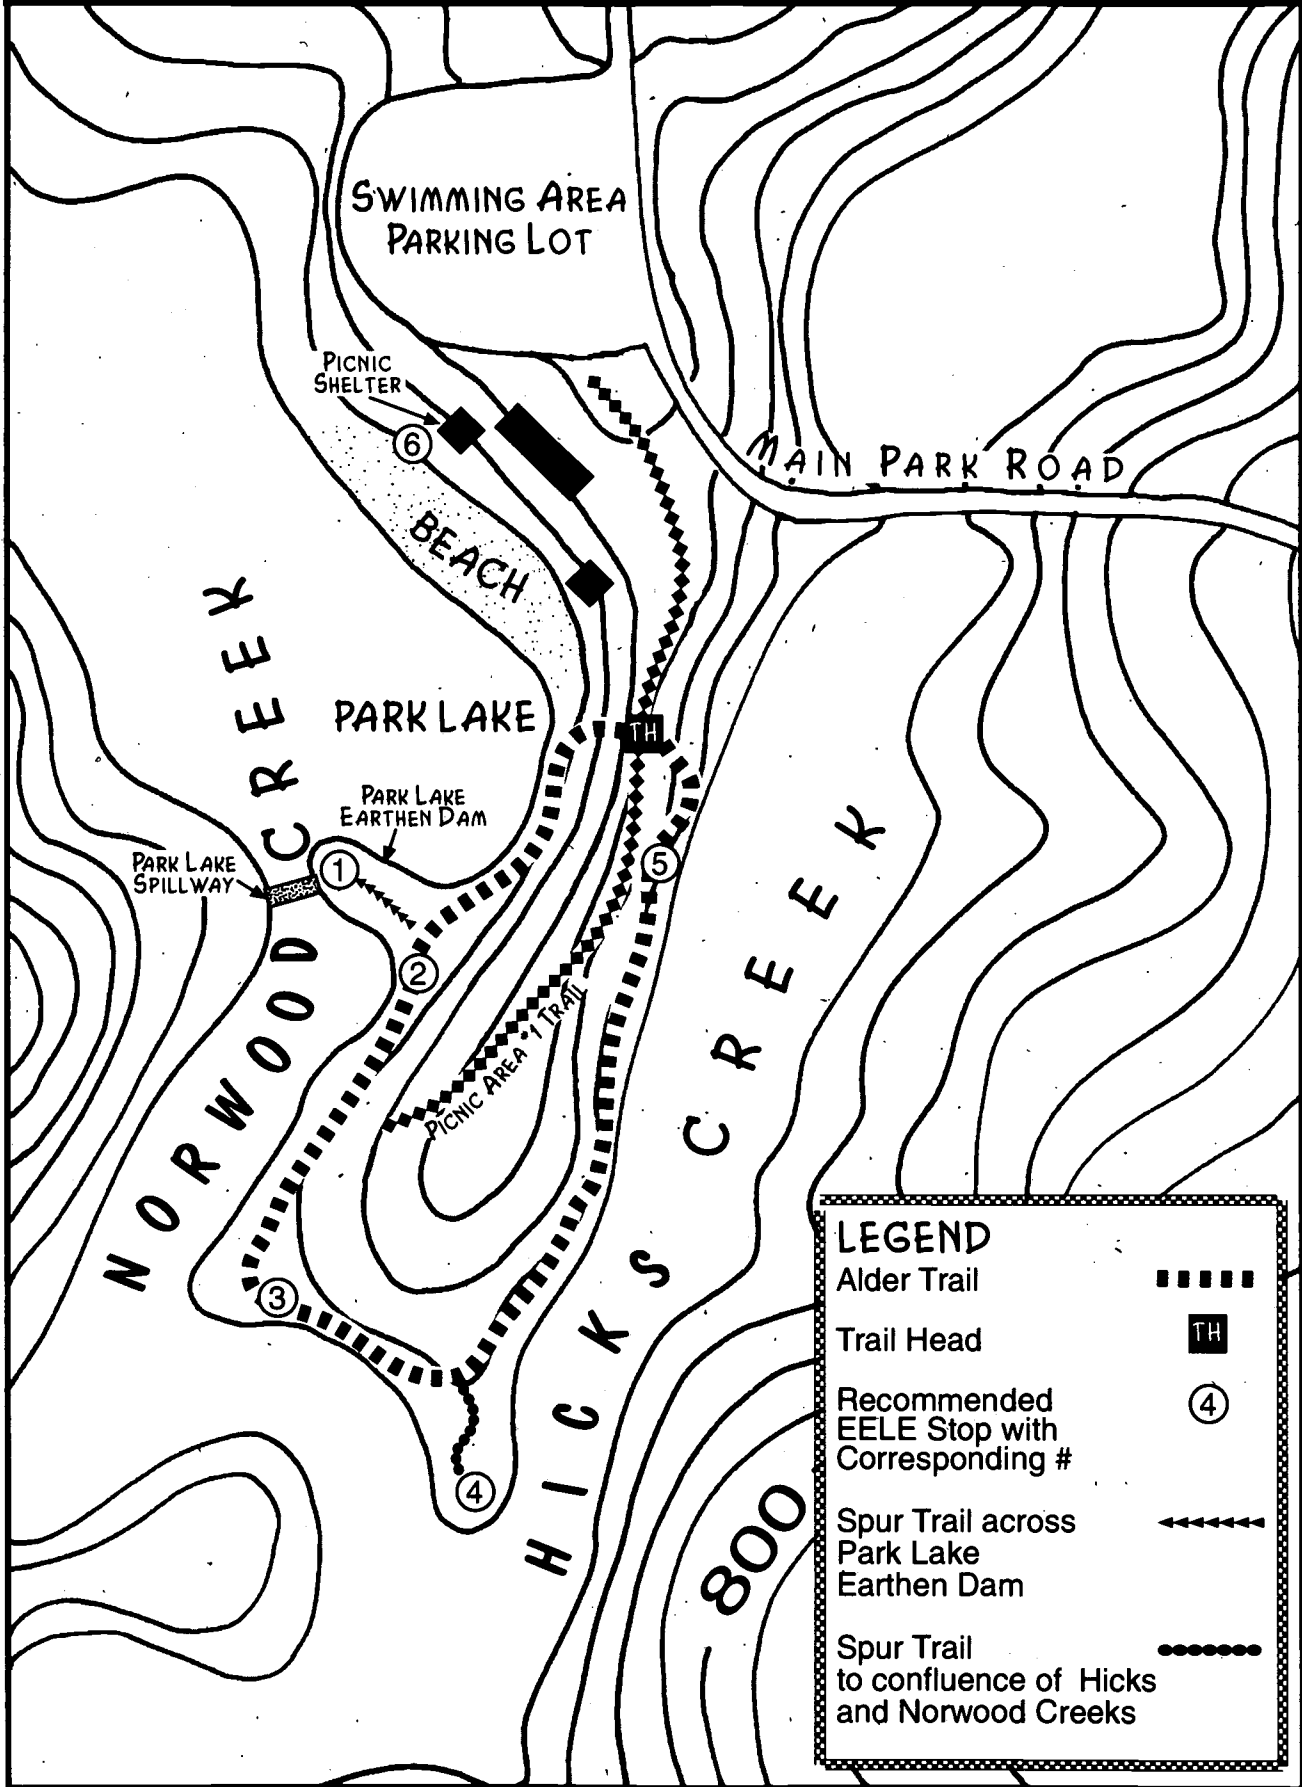 SWIMMING AREA
PARKING LOT
PICNIC
SHELTER
6
MAIN PARK ROAD
BEACH
PARK LAKE
TH
PARK LAKE
EARTHEN DAM
PARK LAKE
SPILLWAY
1
5
2
NORWOOD CREEK
PICNIC AREA #1 TRAIL
HICKS CREEK
3
4
800
LEGEND
Alder Trail
Trail Head
TH
Recommended
EELE Stop with
Corresponding #
4
Spur Trail across
Park Lake
Earthen Dam
Spur Trail
to confluence of Hicks
and Norwood Creeks